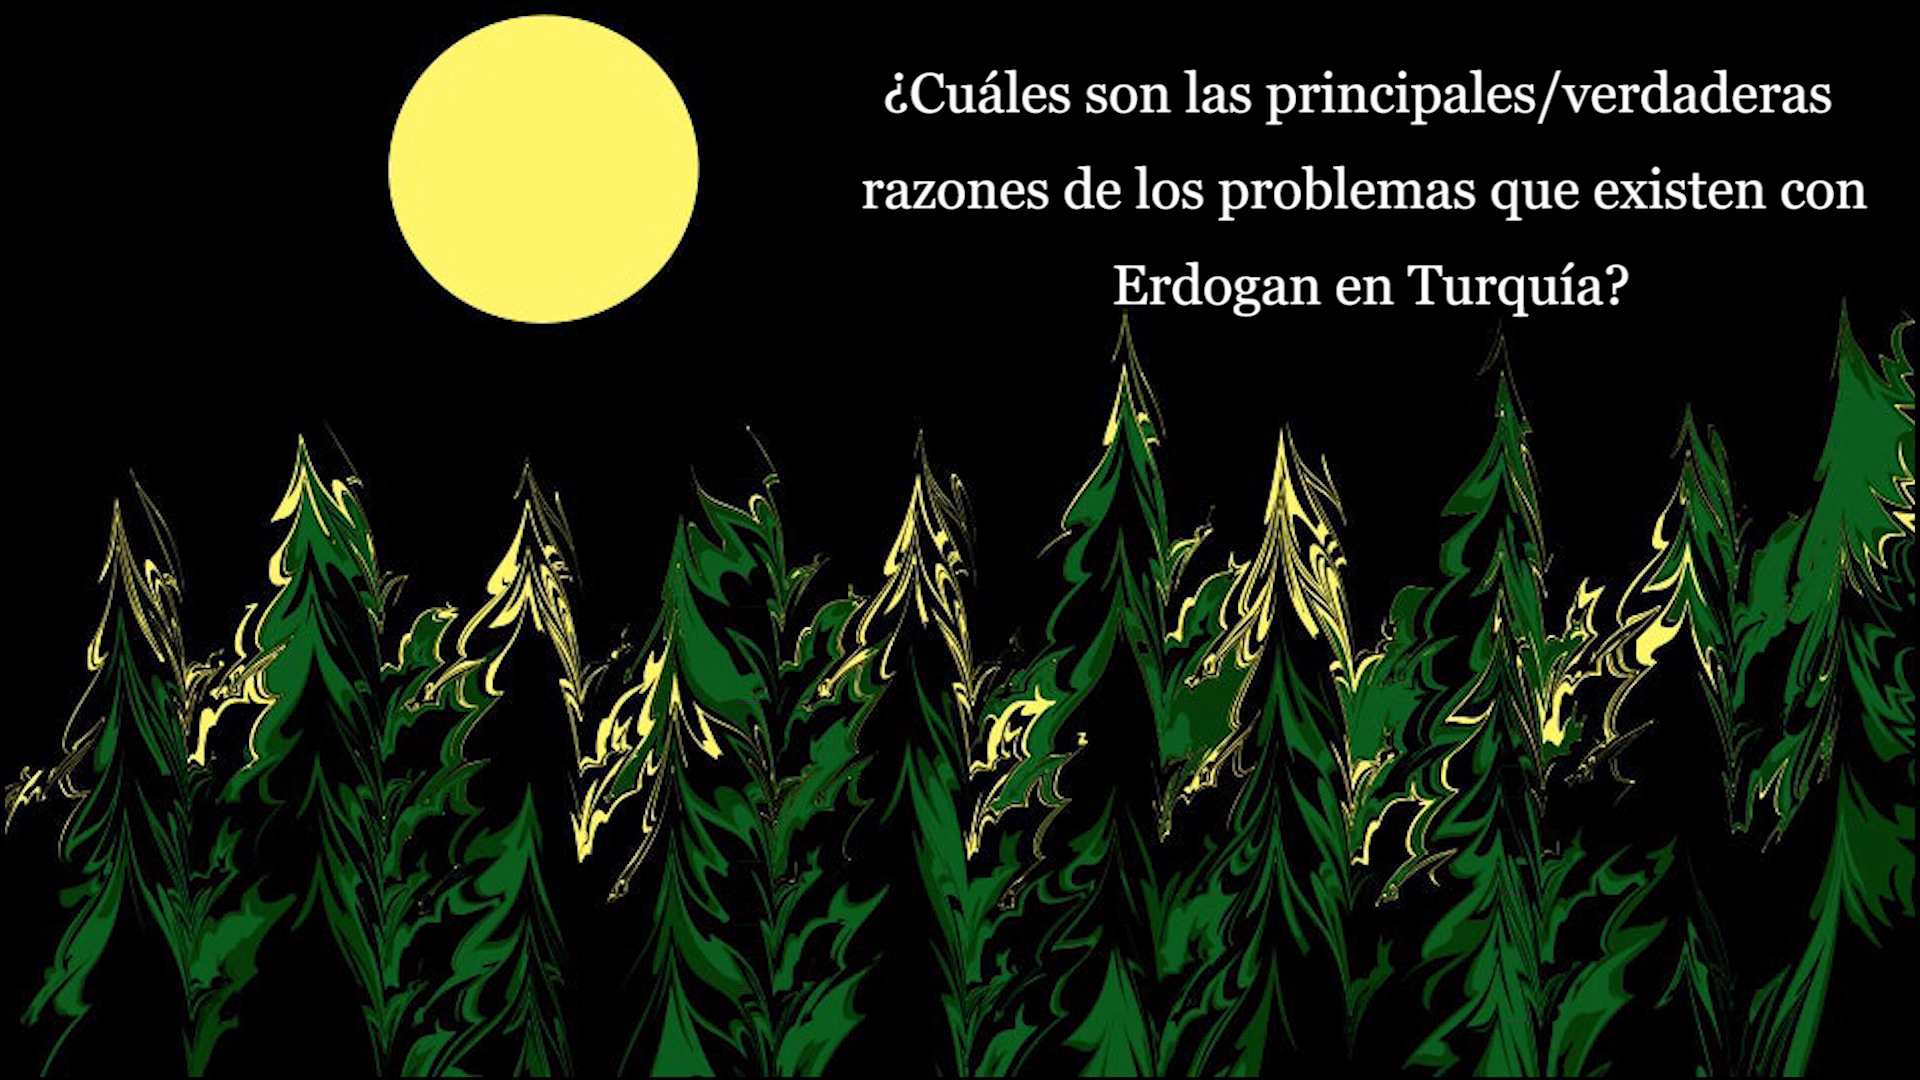 ¿Cuáles son las principales/verdaderas
razones de los problemas que existen con
Erdogan en Turquía?